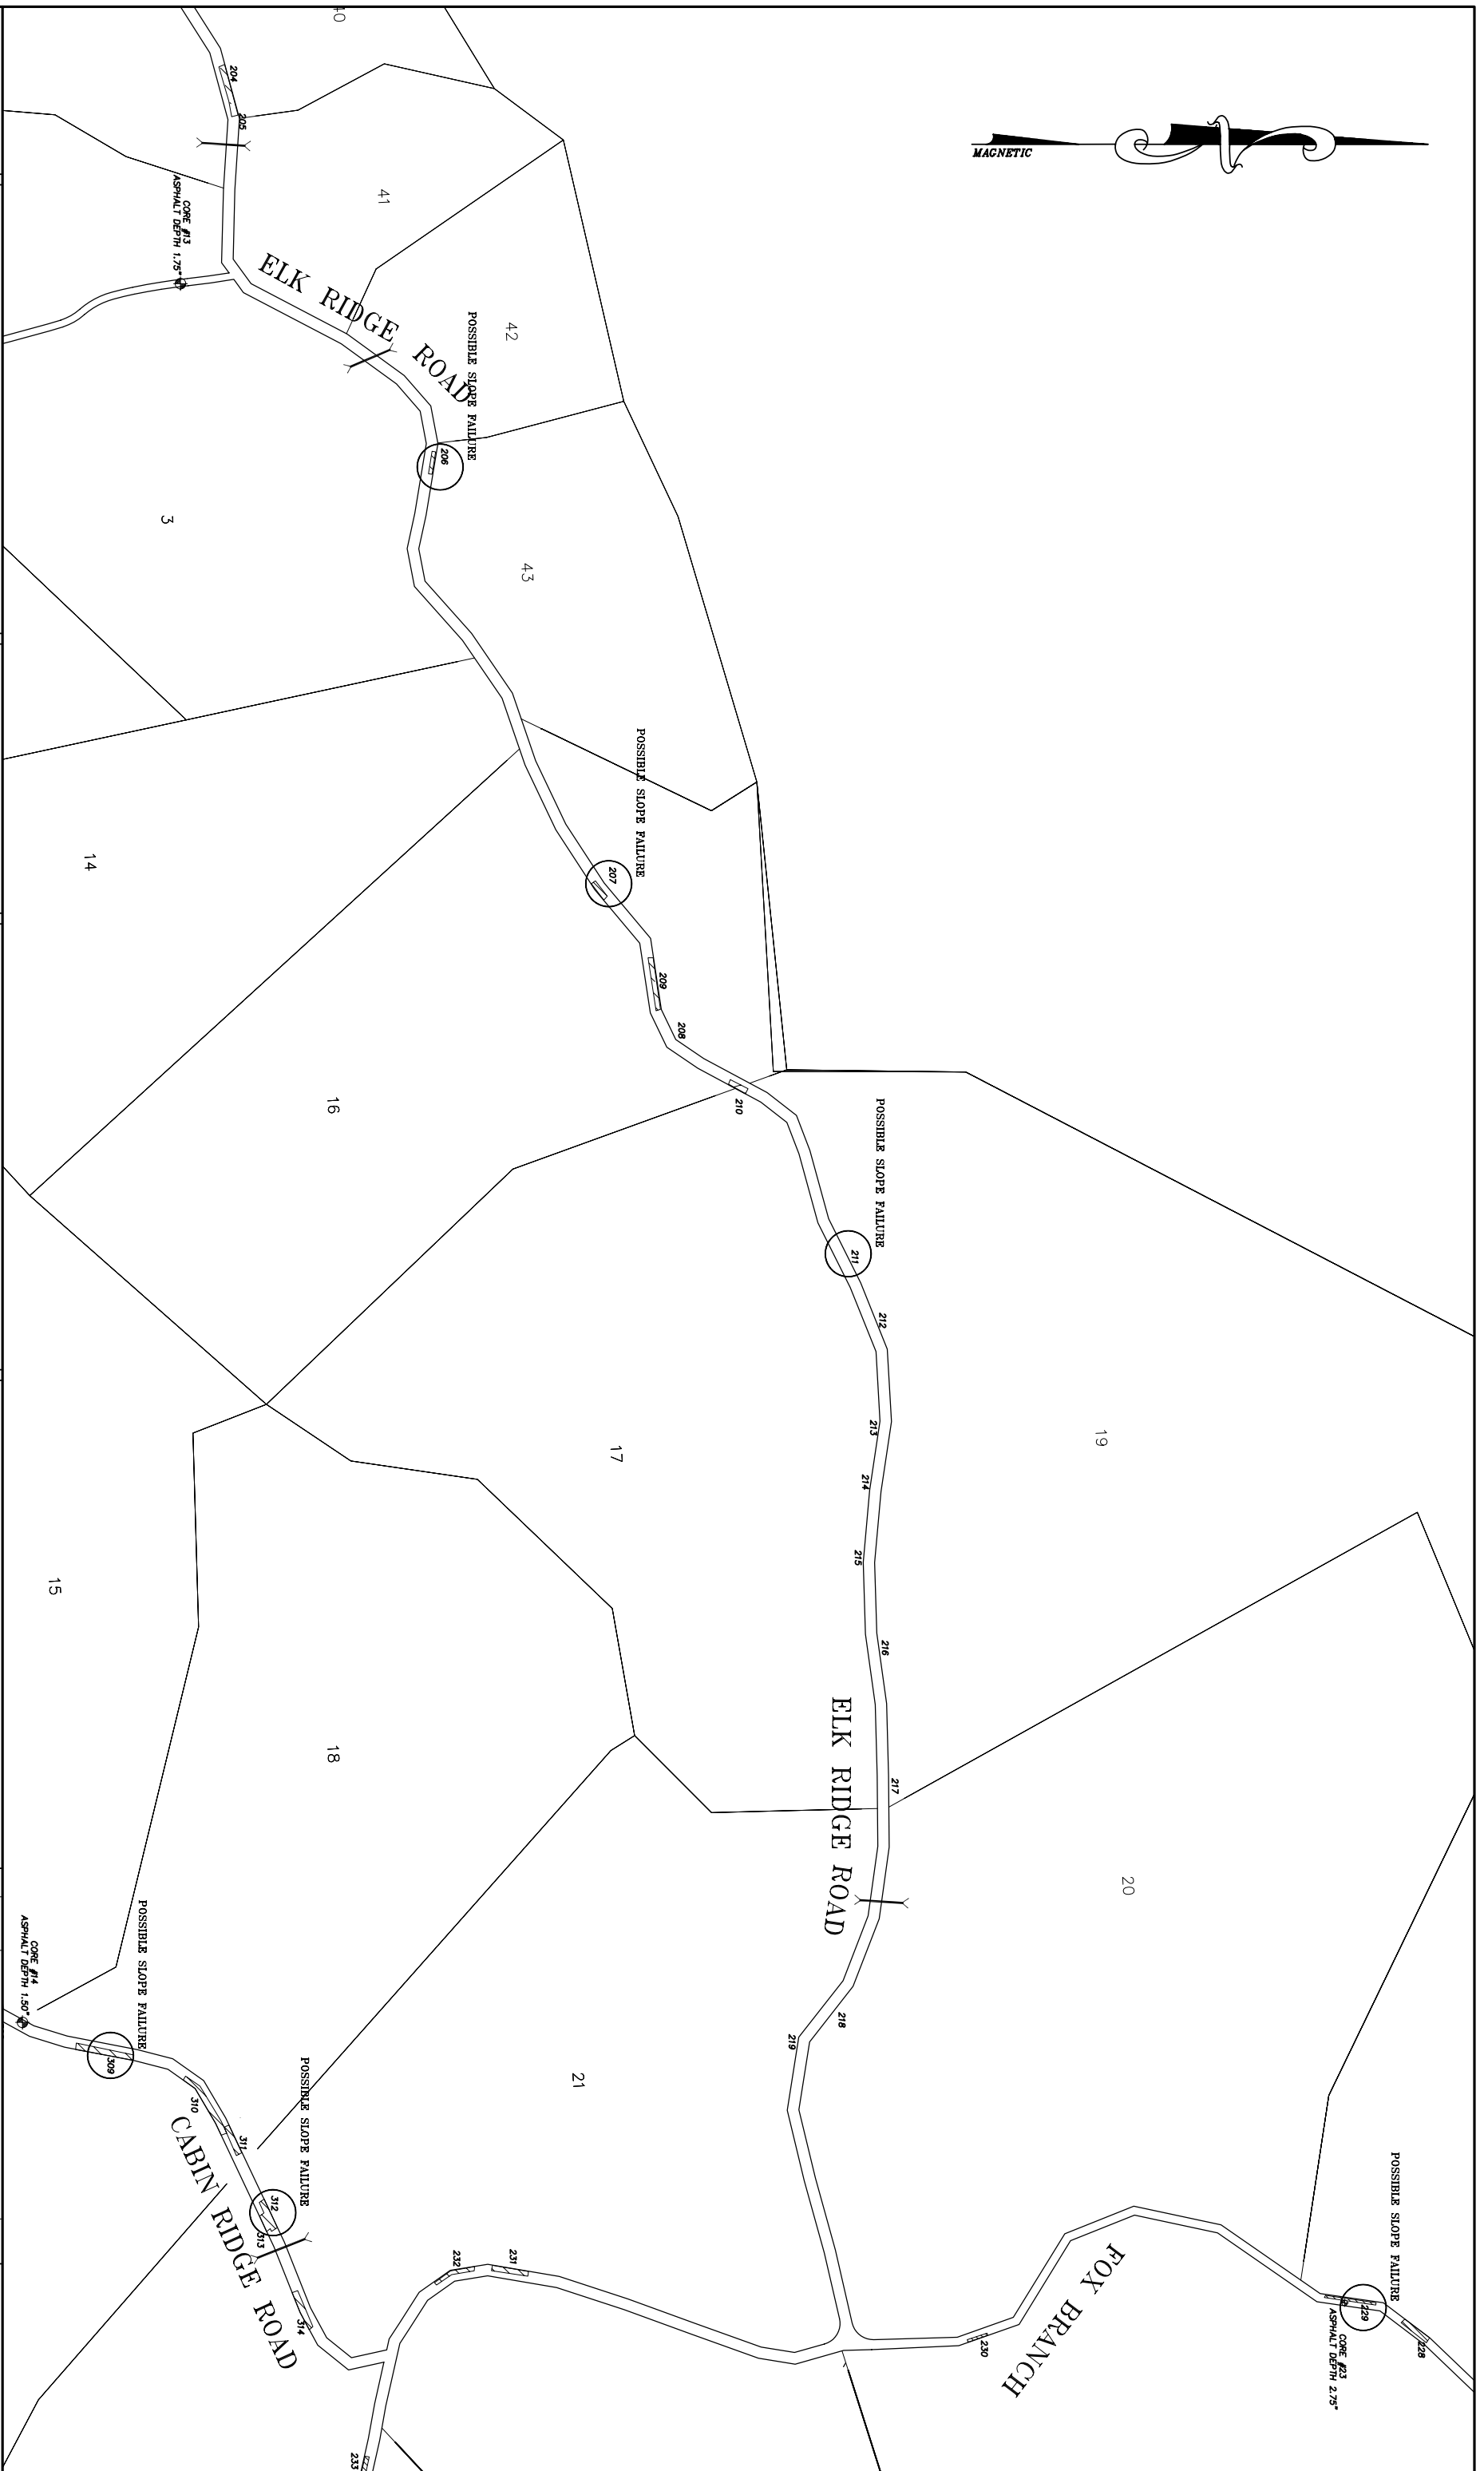 MAGNETIC
40
204
205
41
CORE #13
ASPHALT DEPTH 1.75"
ELK RIDGE ROAD
42
POSSIBLE SLOPE FAILURE
206
3
43
POSSIBLE SLOPE FAILURE
207
14
209
208
210
16
POSSIBLE SLOPE FAILURE
211
212
213
214
215
216
217
17
19
15
18
ELK RIDGE ROAD
20
218
219
21
CORE #14
ASPHALT DEPTH 1.50"
POSSIBLE SLOPE FAILURE
309
310
311
POSSIBLE SLOPE FAILURE
312
313
314
CABIN RIDGE ROAD
232
231
233
230
FOX BRANCH
POSSIBLE SLOPE FAILURE
229
228
CORE #23
ASPHALT DEPTH 2.75"